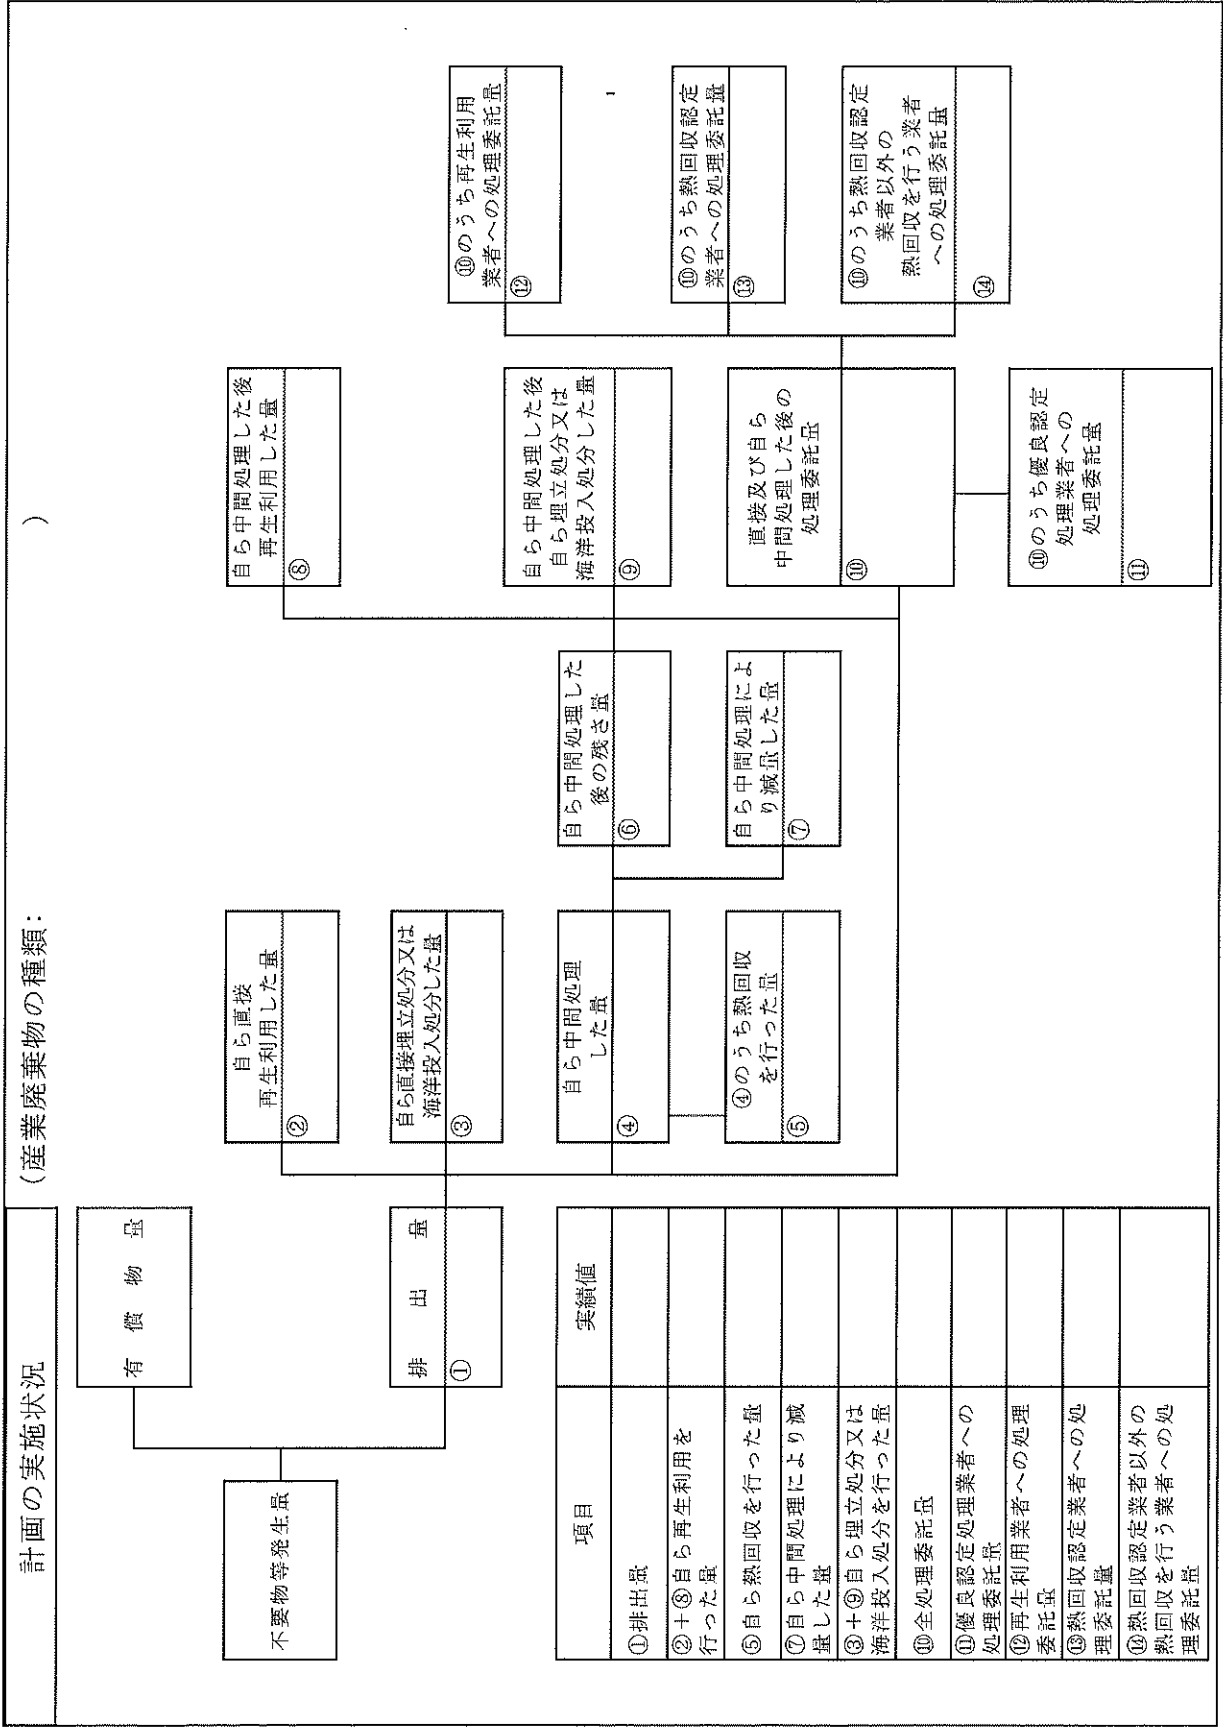 計画の実施状況
（産業廃棄物の種類：
）
不要物等発生量
有償物量
排出量
①
自ら直接
再生利用した量
②
自ら直接埋立処分又は
海洋投入処分した量
③
自ら中間処理
した量
④
④のうち熱回収
を行った量
⑤
自ら中間処理した
後の残さ量
⑥
自ら中間処理によ
り減量した量
⑦
自ら中間処理した後
再生利用した量
⑧
自ら中間処理した後
自ら埋立処分又は
海洋投入処分した量
⑨
直接及び自ら
中間処理した後の
処理委託量
⑩
⑩のうち優良認定
処理業者への
処理委託量
⑪
⑩のうち再生利用
業者への処理委託量
⑫
⑩のうち熱回収認定
業者への処理委託量
⑬
⑩のうち熱回収認定
業者以外の
熱回収を行う業者
への処理委託量
⑭
項目
実績値
①排出量
②＋⑧自ら再生利用を
行った量
⑤自ら熱回収を行った量
⑦自ら中間処理により減
量した量
③＋⑨自ら埋立処分又は
海洋投入処分を行った量
⑩全処理委託量
⑪優良認定処理業者への
処理委託量
⑫再生利用業者への処理
委託量
⑬熱回収認定業者への処
理委託量
⑭熱回収認定業者以外の
熱回収を行う業者への処
理委託量